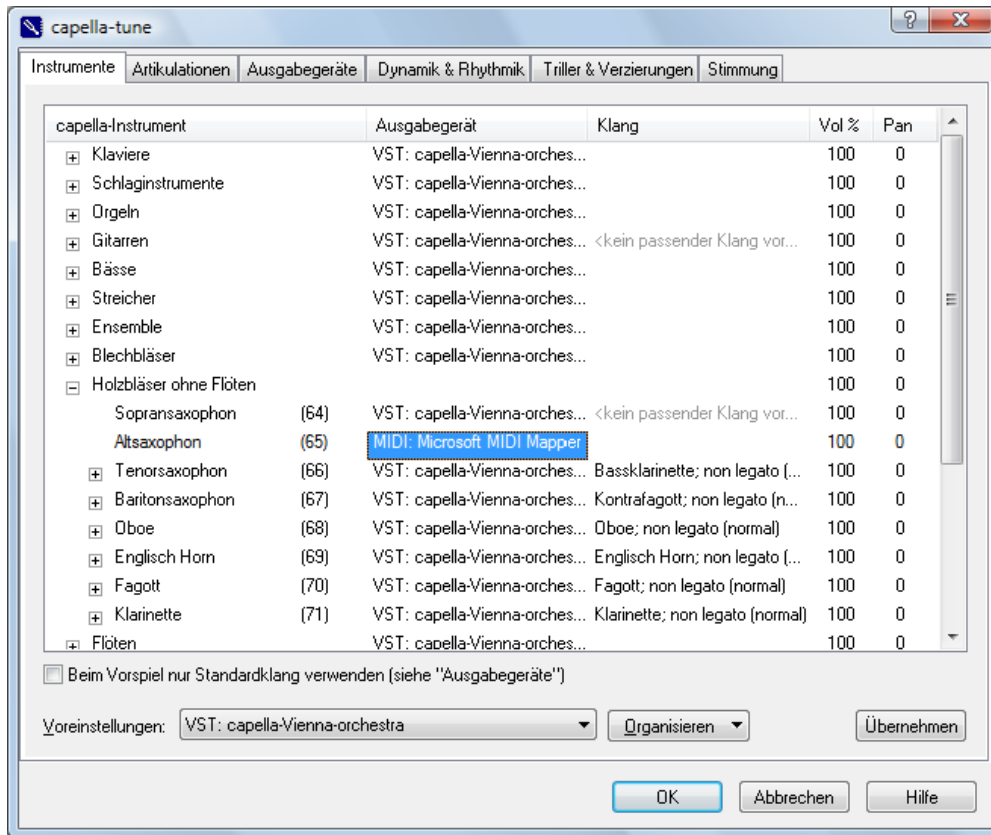 capella-tune
Instrumente Artikulationen Ausgabegeräte Dynamik & Rhythmik Triller & Verzierungen Stimmung
capella-Instrument Ausgabegerät Klang Vol % Pan
Klaviere VST: capella-Vienna-orches... 100 0
Schlaginstrumente VST: capella-Vienna-orches... 100 0
Orgeln VST: capella-Vienna-orches... 100 0
Gitarren VST: capella-Vienna-orches... <kein passender Klang vor... 100 0
Bässe VST: capella-Vienna-orches... 100 0
Streicher VST: capella-Vienna-orches... 100 0
Ensemble VST: capella-Vienna-orches... 100 0
Blechbläser VST: capella-Vienna-orches... 100 0
Holzbläser ohne Flöten 100 0
Sopransaxophon (64) VST: capella-Vienna-orches... <kein passender Klang vor... 100 0
Altsaxophon (65) MIDI: Microsoft MIDI Mapper 100 0
Tenorsaxophon (66) VST: capella-Vienna-orches... Bassklarinette; non legato (... 100 0
Baritonsaxophon (67) VST: capella-Vienna-orches... Kontrafagott; non legato (n... 100 0
Oboe (68) VST: capella-Vienna-orches... Oboe; non legato (normal) 100 0
Englisch Horn (69) VST: capella-Vienna-orches... Englisch Horn; non legato (... 100 0
Fagott (70) VST: capella-Vienna-orches... Fagott; non legato (normal) 100 0
Klarinette (71) VST: capella-Vienna-orches... Klarinette; non legato (normal) 100 0
Flöten VST: capella-Vienna-orches... 100 0
Beim Vorspiel nur Standardklang verwenden (siehe "Ausgabegeräte")
Voreinstellungen: VST: capella-Vienna-orchestra Organisieren Übernehmen
OK Abbrechen Hilfe